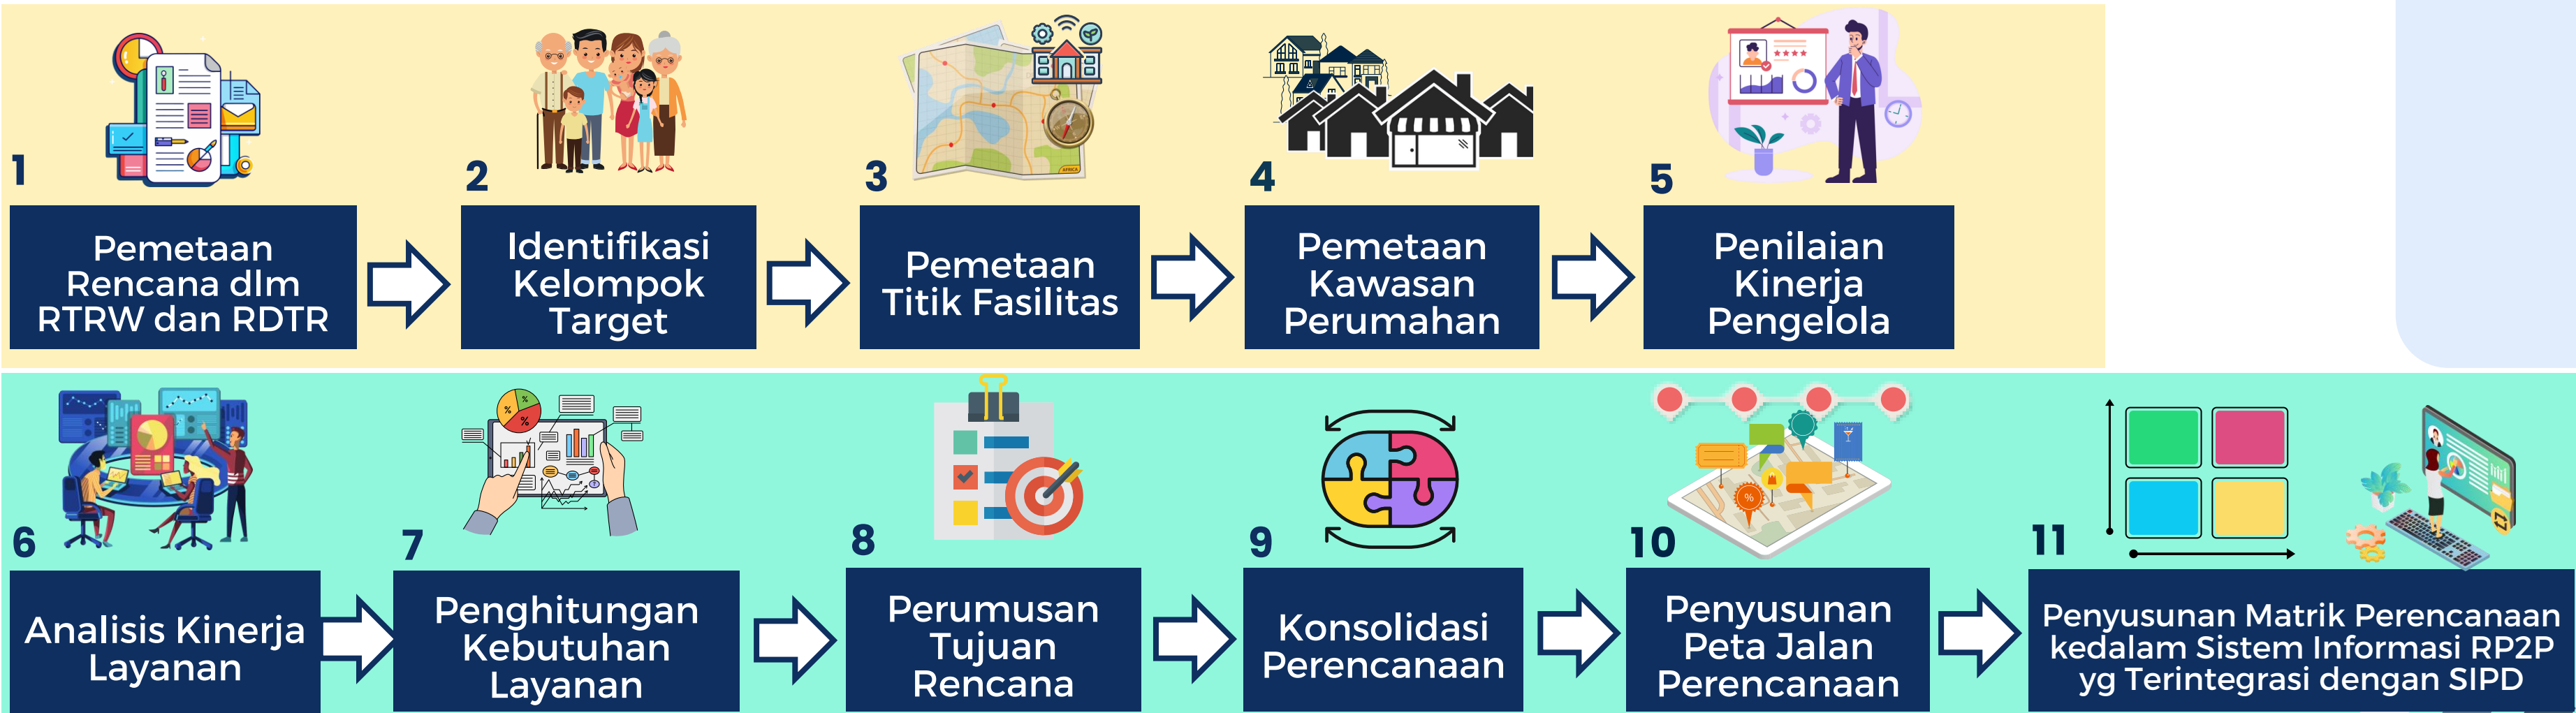 1
Pemetaan
Rencana dlm
RTRW dan RDTR
2
Identifikasi
Kelompok
Target
3
AFRICA
Pemetaan
Titik Fasilitas
4
Pemetaan
Kawasan
Perumahan
5
Penilaian
Kinerja
Pengelola
6
Analisis Kinerja
Layanan
7
% %
%
Penghitungan
Kebutuhan
Layanan
8
Perumusan
Tujuan
Rencana
9
Konsolidasi
Perencanaan
10
%
Penyusunan
Peta Jalan
Perencanaan
11
Penyusunan Matrik Perencanaan
kedalam Sistem Informasi RP2P
yg Terintegrasi dengan SIPD